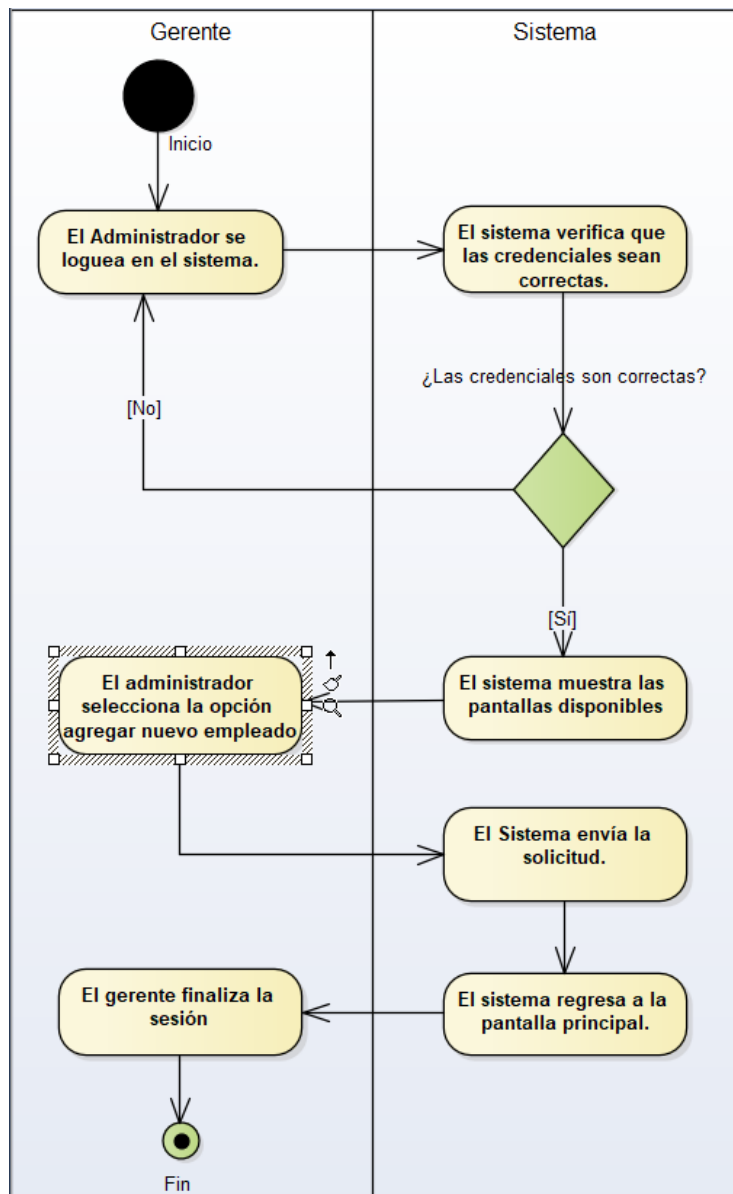 Gerente
Sistema
Inicio
El Administrador se
loguea en el sistema.
El sistema verifica que
las credenciales sean
correctas.
¿Las credenciales son correctas?
[No]
[Sí]
El sistema muestra las
pantallas disponibles
El administrador
selecciona la opción
agregar nuevo empleado
El Sistema envía la
solicitud.
El sistema regresa a la
pantalla principal.
El gerente finaliza la
sesión
Fin